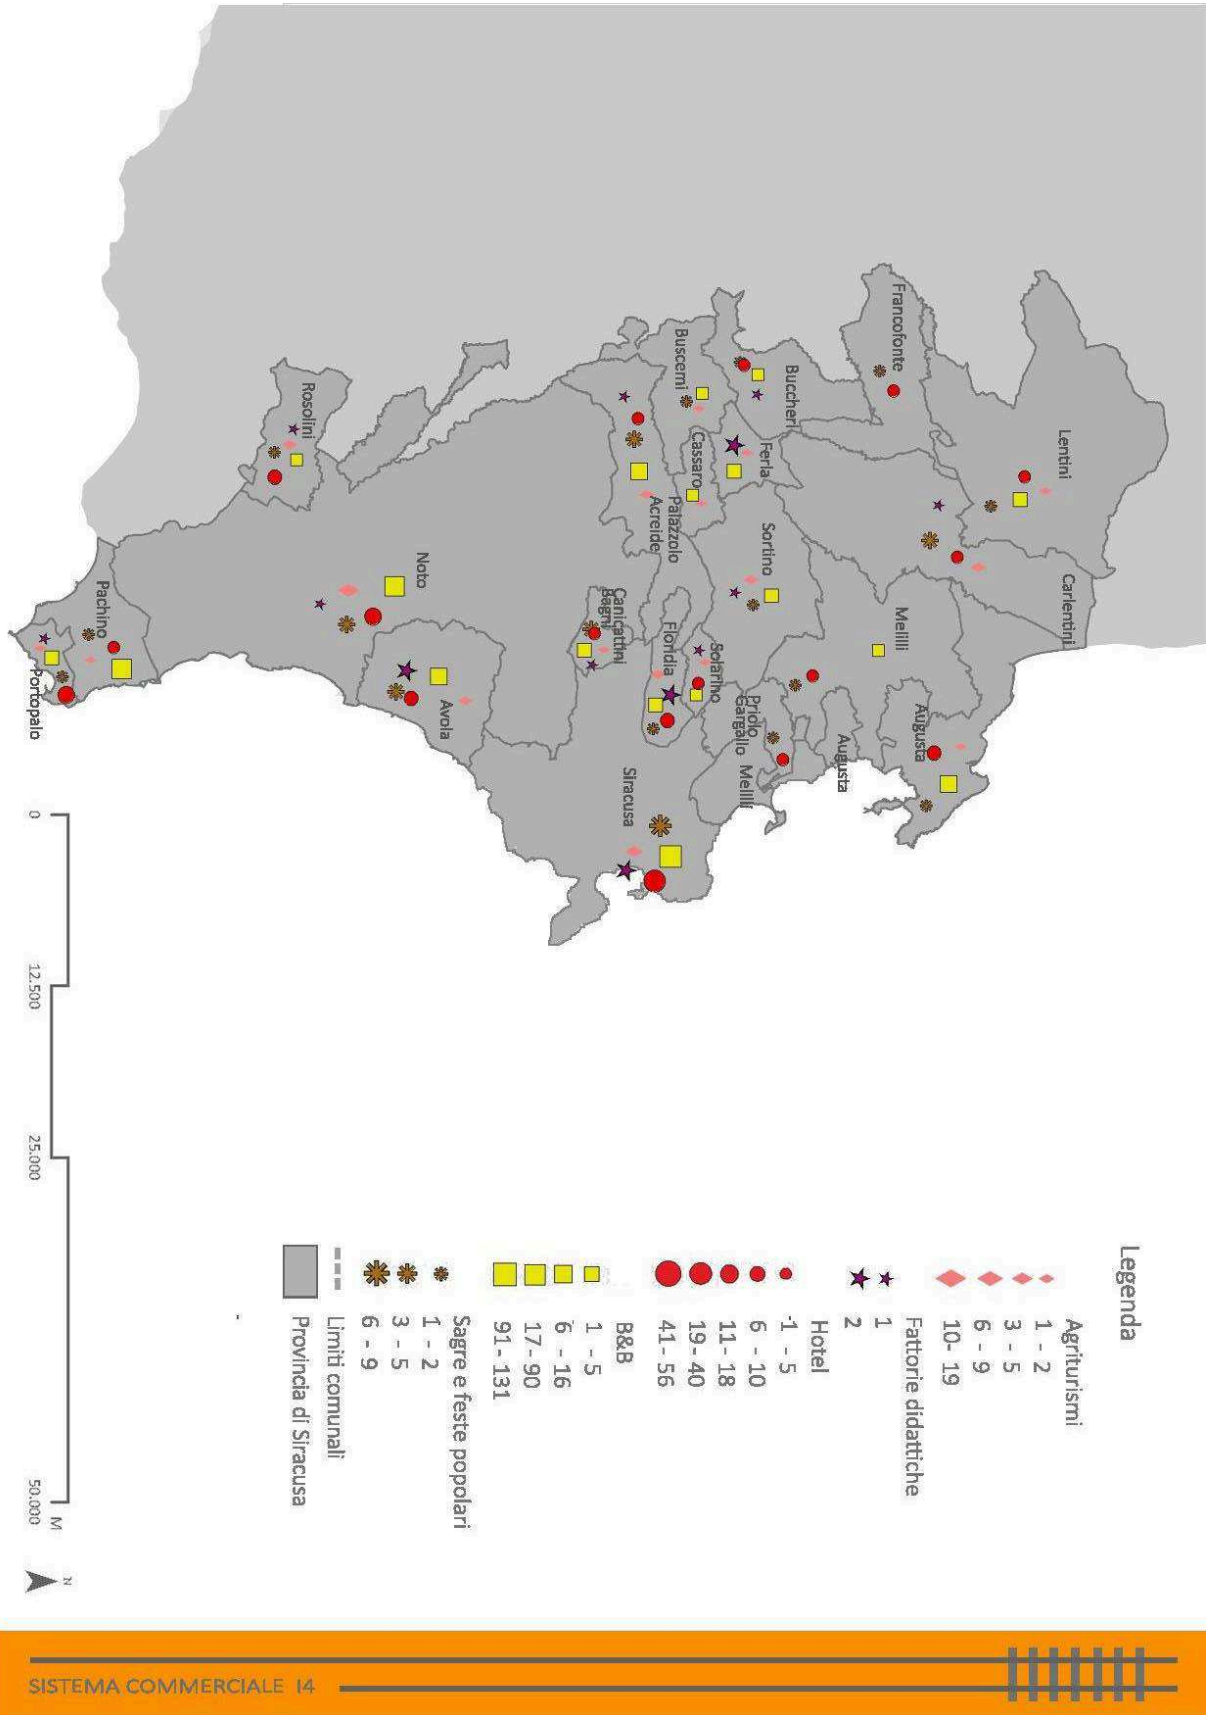 Legenda
Agriturismi
1 - 2
3 - 5
6 - 9
10- 19
Fattorie didattiche
1
2
Hotel
-1 - 5
6 - 10
11 - 18
19- 40
41- 56
B&B
1 - 5
6 - 16
17- 90
91- 131
Sagre e feste popolari
1 - 2
3 - 5
6 - 9
Limiti comunali
Provincia di Siracusa
Lentini
Carlentini
Francofonte
Buccheri
Buscemi
Ferla
Cassaro
Palazzolo
Acreide
Sortino
Melilli
Augusta
Augusta
Priolo
Gargallo
Melilli
Solarino
Floridia
Canicattini
Bagni
Siracusa
Noto
Avola
Rosolini
Pachino
Portopalo
0
12.500
25.000
50.000
M
N
SISTEMA COMMERCIALE 14